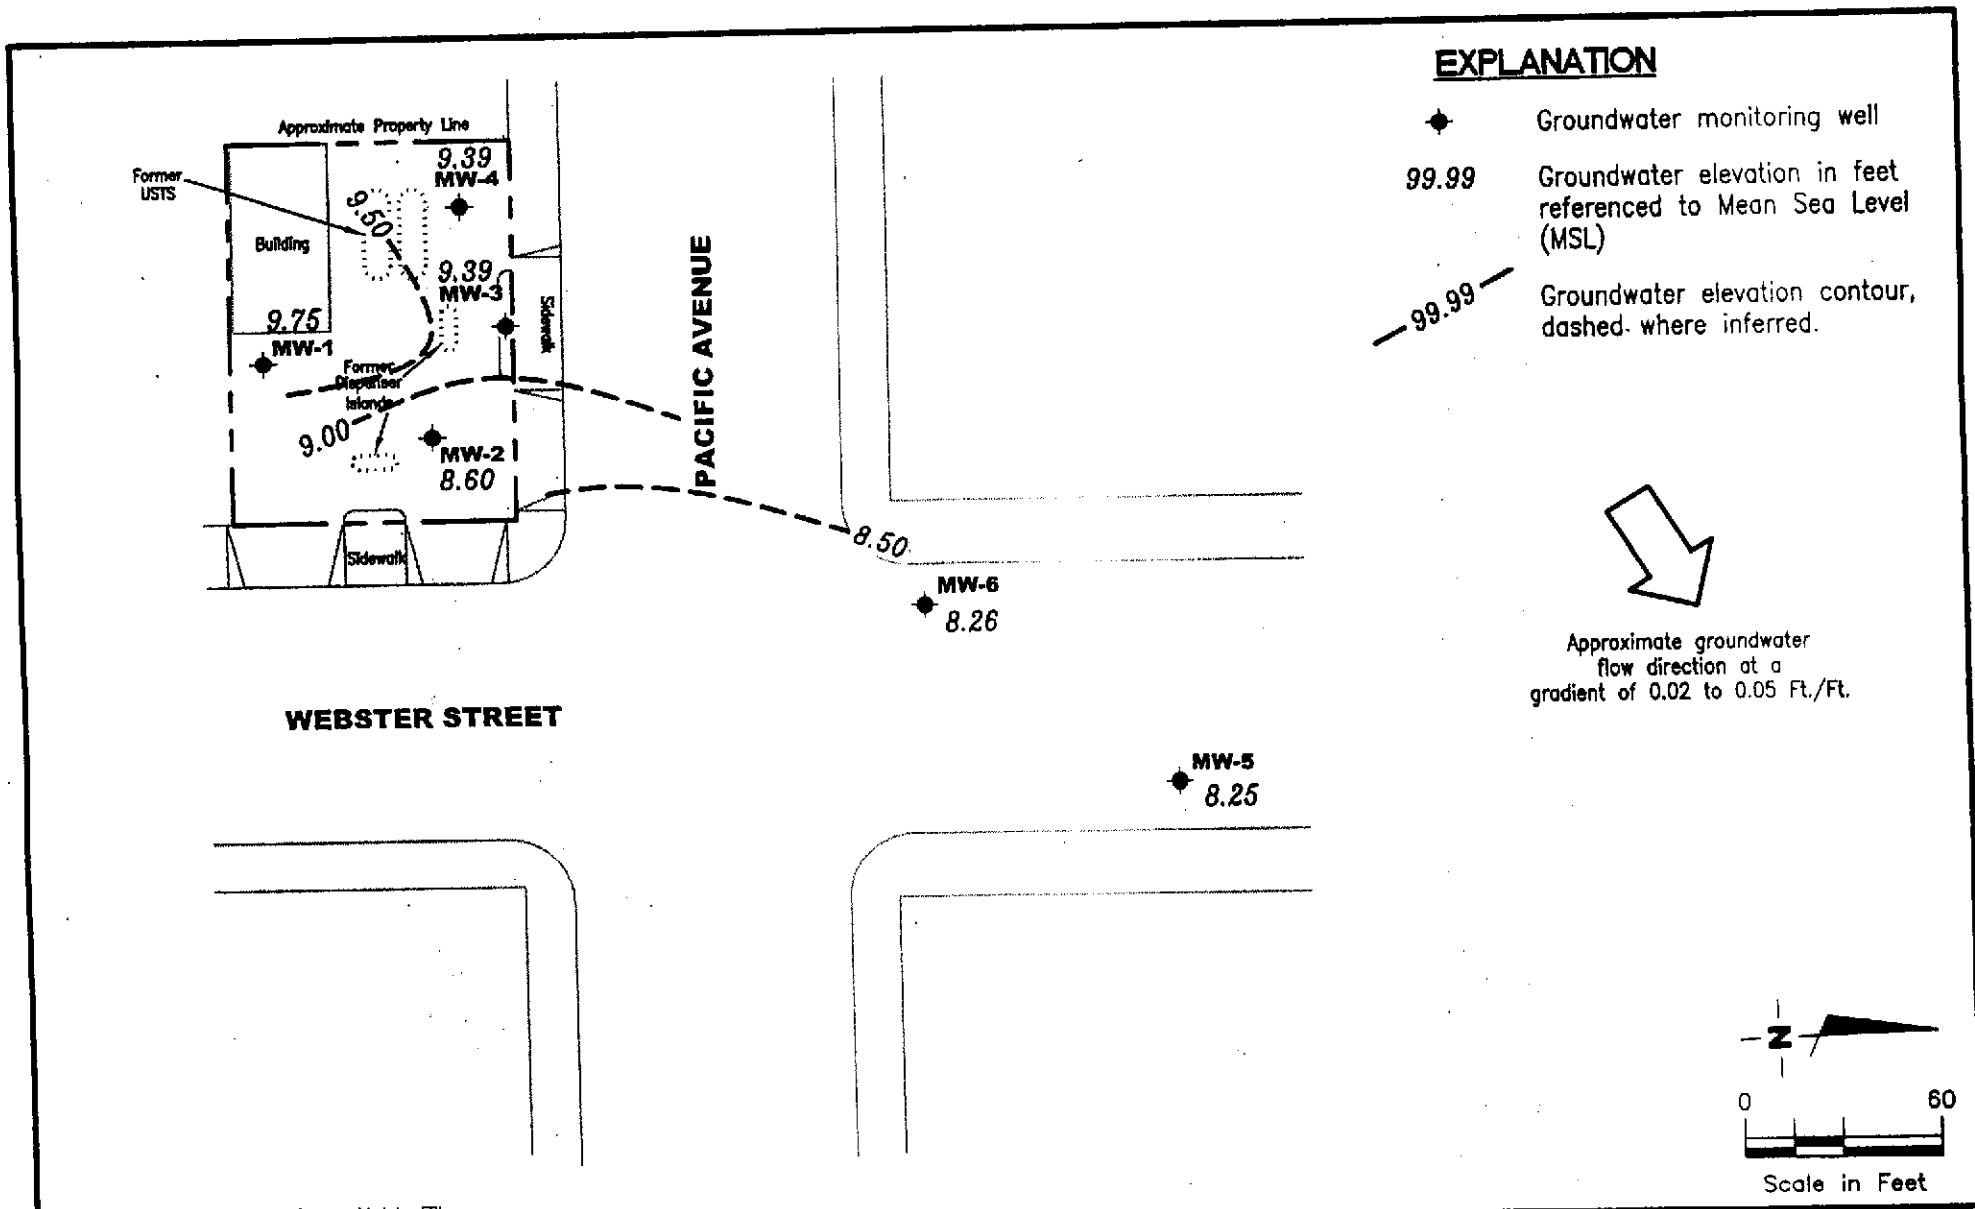 EXPLANATION
Groundwater monitoring well
99.99
Groundwater elevation in feet
referenced to Mean Sea Level
(MSL)
99.99
Groundwater elevation contour,
dashed where inferred.
Approximate Property Line
Former
USTS
9.39
MW-4
9.50
Building
9.39
MW-3
Sidewalk
9.75
MW-1
Former
Dispenser
Islands
9.00
MW-2
8.60
PACIFIC AVENUE
Sidewalk
8.50
MW-6
8.26
Approximate groundwater
flow direction at a
gradient of 0.02 to 0.05 Ft./Ft.
WEBSTER STREET
MW-5
8.25
N
0 60
Scale in Feet